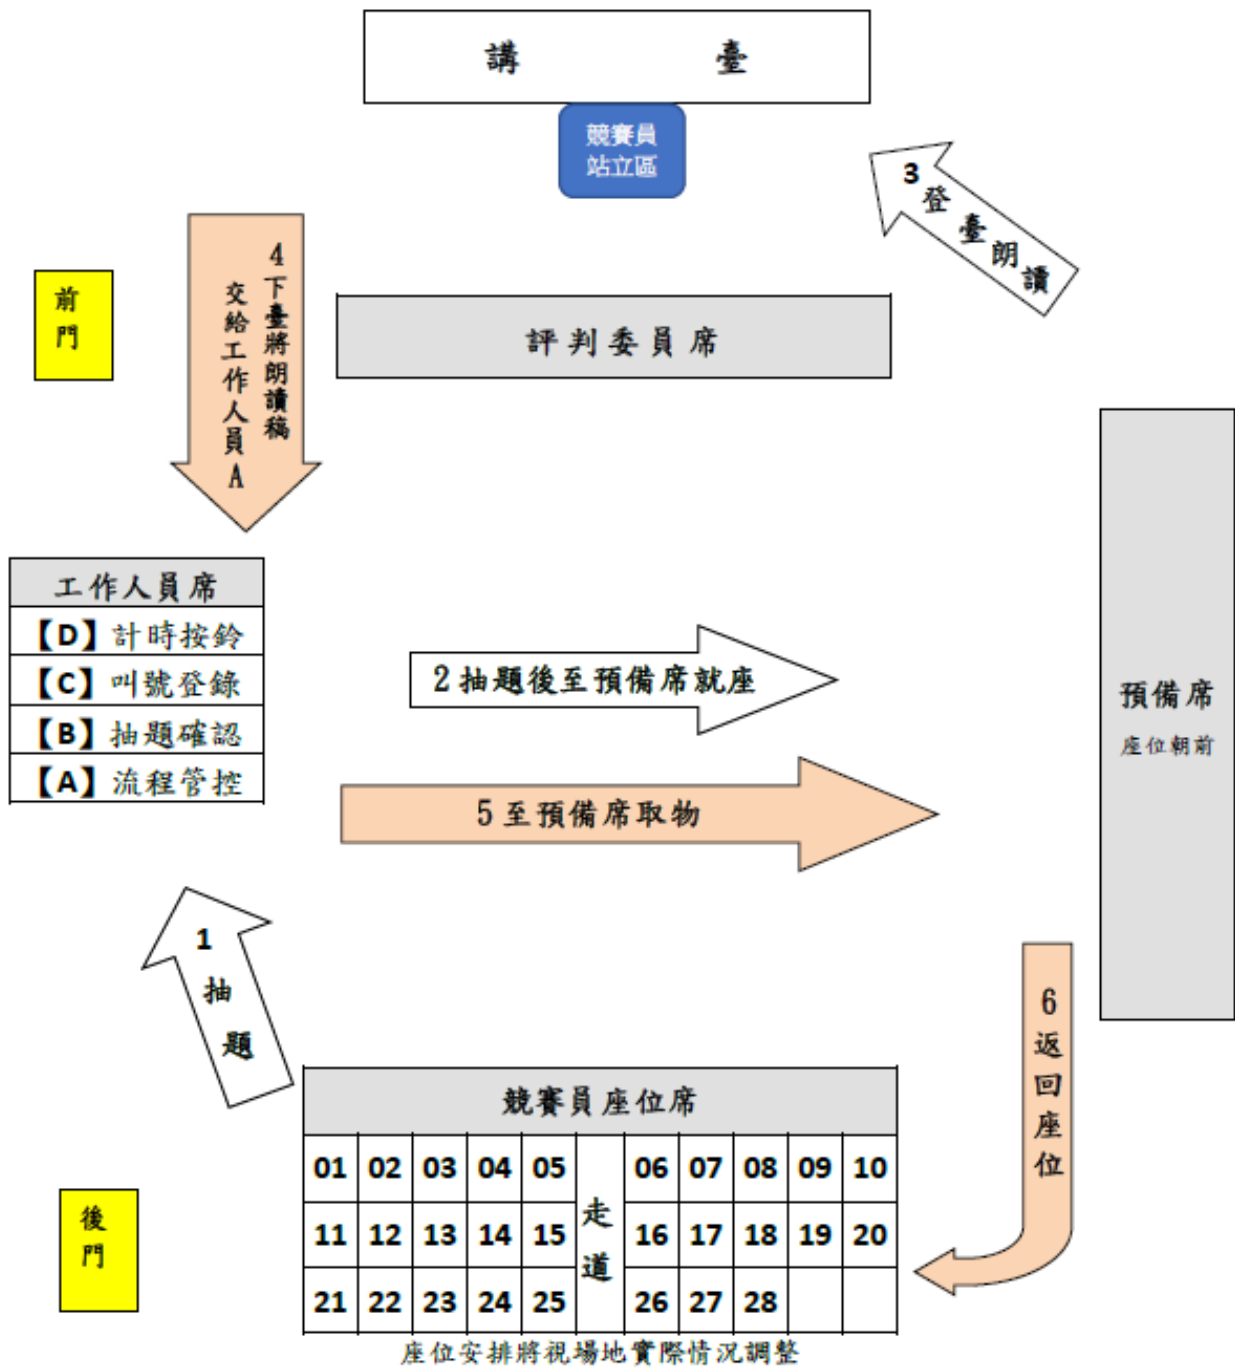 講 臺
競賽員
站立區
3登臺朗讀
前門
4下臺將朗讀稿
交給工作人員A
評判委員席
工作人員席
【D】計時按鈴
【C】叫號登錄
【B】抽題確認
【A】流程管控
2抽題後至預備席就座
預備席
座位朝前
5至預備席取物
1抽題
6返回座位
競賽員座位席
01 02 03 04 05 06 07 08 09 10
走道
11 12 13 14 15 16 17 18 19 20
21 22 23 24 25 26 27 28
後門
座位安排將視場地實際情況調整